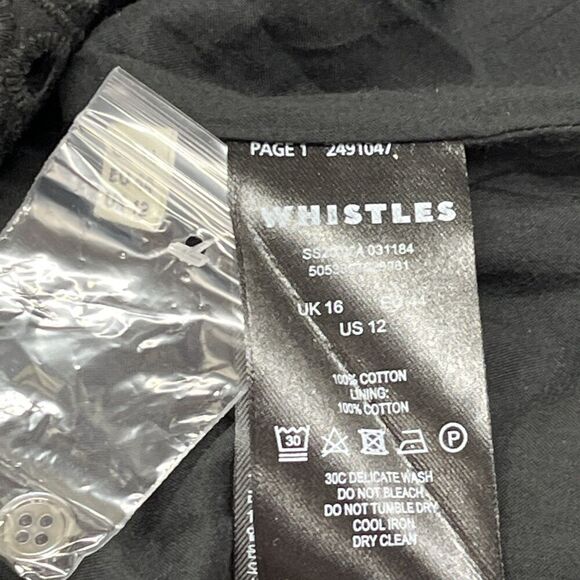 PAGE 1 2491047
WHISTLES
031184
UK 16
US 12
100% COTTON
LINING:
100% COTTON
30
P
30C DELICATE WASH
DO NOT BLEACH
DO NOT TUMBLE DRY
COOL IRON
DRY CLEAN